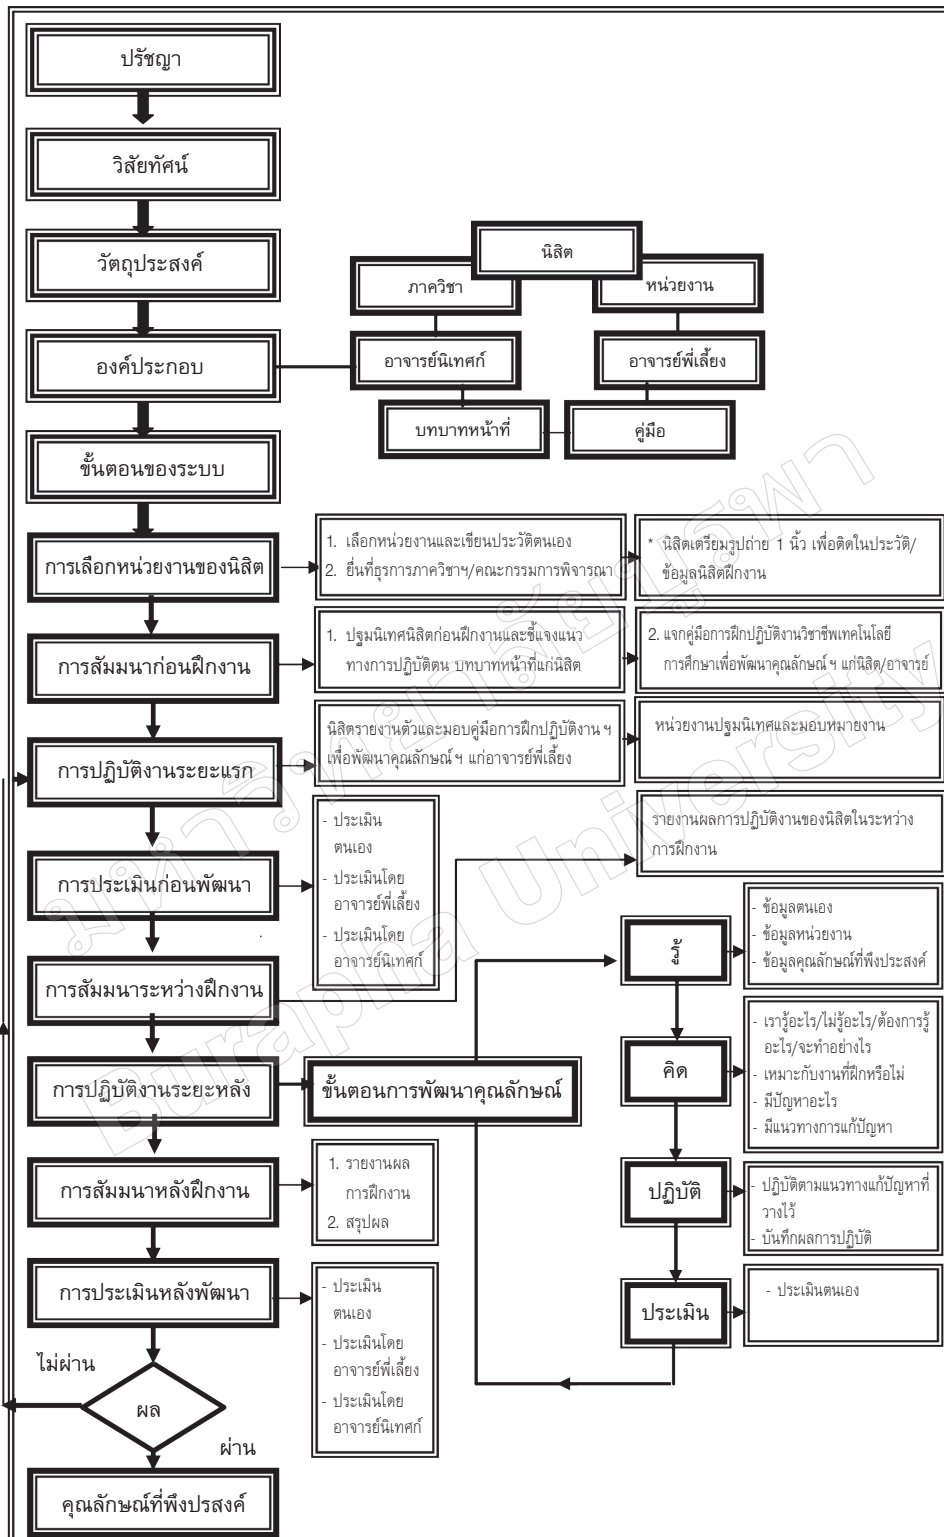 ปรัชญา
วิสัยทัศน์
วัตถุประสงค์
องค์ประกอบ
นิสิต
ภาควิชา
หน่วยงาน
อาจารย์นิเทศก์
อาจารย์พี่เลี้ยง
บทบาทหน้าที่
คู่มือ
ขั้นตอนของระบบ
การเลือกหน่วยงานของนิสิต
1. เลือกหน่วยงานและเขียนประวัติตนเอง
2. ยื่นที่ธุรการภาควิชาฯ/คณะกรรมการพิจารณา
* นิสิตเตรียมรูปถ่าย 1 นิ้ว เพื่อติดในประวัติ/
ข้อมูลนิสิตฝึกงาน
การสัมมนาก่อนฝึกงาน
1. ปฐมนิเทศนิสิตก่อนฝึกงานและชี้แจงแนว
ทางการปฏิบัติตน บทบาทหน้าที่แก่นิสิต
2. แจกคู่มือการฝึกปฏิบัติงานวิชาชีพเทคโนโลยี
การศึกษาเพื่อพัฒนาคุณลักษณ์ ฯ แก่นิสิต/อาจารย์
การปฏิบัติงานระยะแรก
นิสิตรายงานตัวและมอบคู่มือการฝึกปฏิบัติงาน ฯ
เพื่อพัฒนาคุณลักษณ์ ฯ แก่อาจารย์พี่เลี้ยง
หน่วยงานปฐมนิเทศและมอบหมายงาน
การประเมินก่อนพัฒนา
- ประเมิน
ตนเอง
- ประเมินโดย
อาจารย์พี่เลี้ยง
- ประเมินโดย
อาจารย์นิเทศก์
รายงานผลการปฏิบัติงานของนิสิตในระหว่าง
การฝึกงาน
การสัมมนาระหว่างฝึกงาน
การปฏิบัติงานระยะหลัง
ขั้นตอนการพัฒนาคุณลักษณ์
รู้
- ข้อมูลตนเอง
- ข้อมูลหน่วยงาน
- ข้อมูลคุณลักษณ์ที่พึงประสงค์
คิด
- เรารู้อะไร/ไม่รู้อะไร/ต้องการรู้
อะไร/จะทำอย่างไร
- เหมาะกับงานที่ฝึกหรือไม่
- มีปัญหาอะไร
- มีแนวทางการแก้ปัญหา
ปฏิบัติ
- ปฏิบัติตามแนวทางแก้ปัญหาที่
วางไว้
- บันทึกผลการปฏิบัติ
ประเมิน
- ประเมินตนเอง
การสัมมนาหลังฝึกงาน
1. รายงานผล
การฝึกงาน
2. สรุปผล
การประเมินหลังพัฒนา
- ประเมิน
ตนเอง
- ประเมินโดย
อาจารย์พี่เลี้ยง
- ประเมินโดย
อาจารย์นิเทศก์
ไม่ผ่าน
ผล
ผ่าน
คุณลักษณ์ที่พึงปรสงค์
มหาวิทยาลัยบูรพา
Burapha University